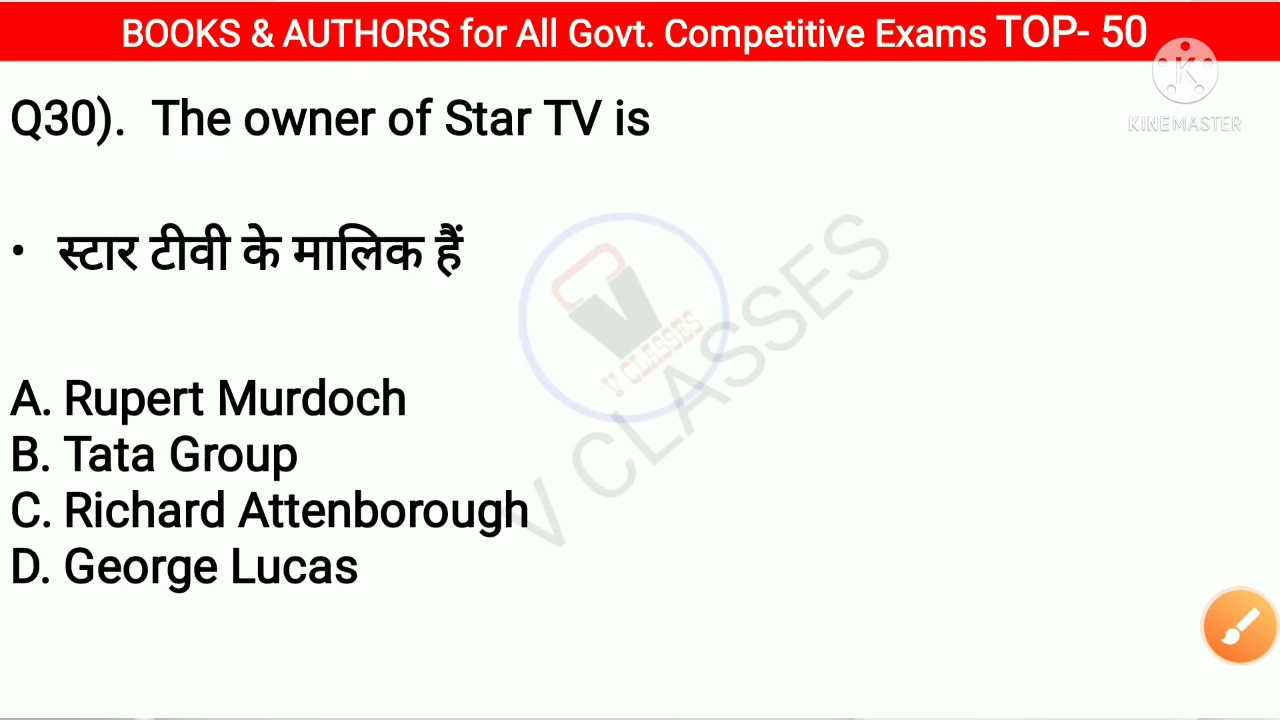 BOOKS & AUTHORS for All Govt. Competitive Exams TOP- 50
KINEMASTER
Q30). The owner of Star TV is
• स्टार टीवी के मालिक हैं
V CLASSES
V CLASSES
A. Rupert Murdoch
B. Tata Group
C. Richard Attenborough
D. George Lucas